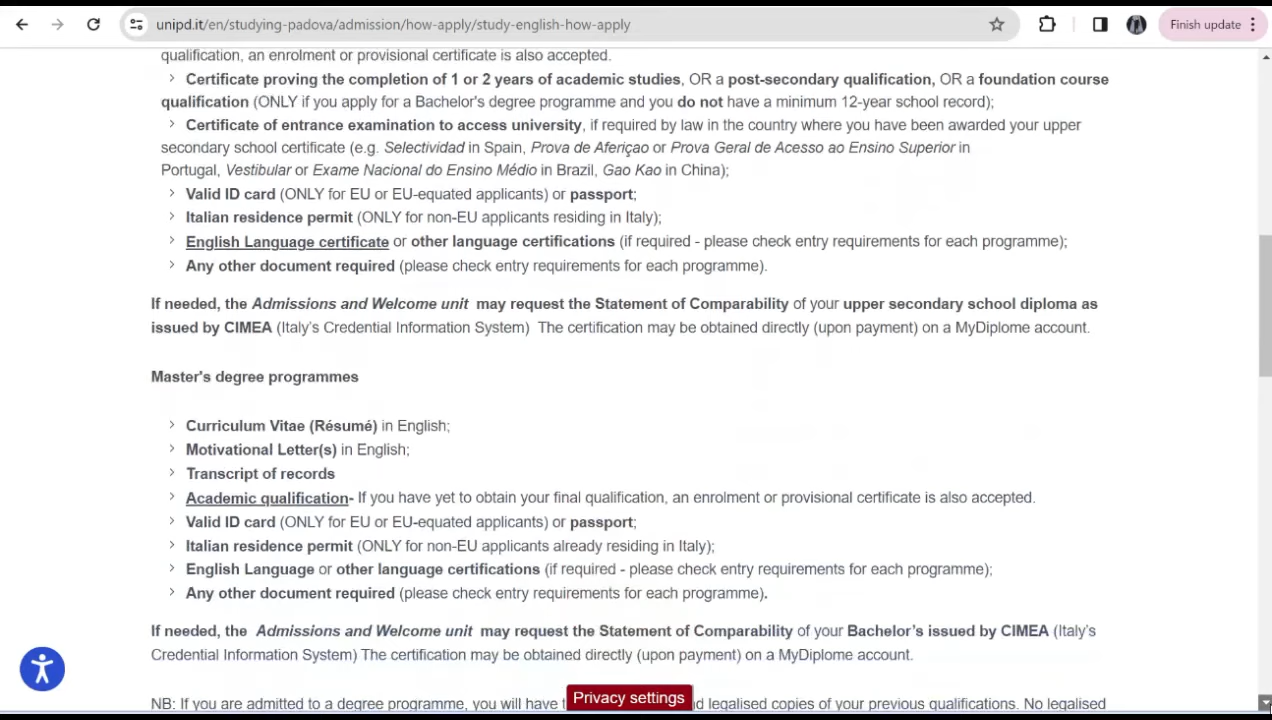 unipd.it/en/studying-padova/admission/how-apply/study-english-how-apply
Finish update
qualification, an enrolment or provisional certificate is also accepted.
Certificate proving the completion of 1 or 2 years of academic studies, OR a post-secondary qualification, OR a foundation course
qualification (ONLY if you apply for a Bachelor's degree programme and you do not have a minimum 12-year school record);
Certificate of entrance examination to access university, if required by law in the country where you have been awarded your upper
secondary school certificate (e.g. Selectividad in Spain, Prova de Aferiçao or Prova Geral de Acesso ao Ensino Superior in
Portugal, Vestibular or Exame Nacional do Ensino Médio in Brazil, Gao Kao in China);
Valid ID card (ONLY for EU or EU-equated applicants) or passport;
Italian residence permit (ONLY for non-EU applicants residing in Italy);
English Language certificate or other language certifications (if required - please check entry requirements for each programme);
Any other document required (please check entry requirements for each programme).
If needed, the Admissions and Welcome unit may request the Statement of Comparability of your upper secondary school diploma as
issued by CIMEA (Italy's Credential Information System) The certification may be obtained directly (upon payment) on a MyDiplome account.
Master's degree programmes
Curriculum Vitae (Résumé) in English;
Motivational Letter(s) in English;
Transcript of records
Academic qualification- If you have yet to obtain your final qualification, an enrolment or provisional certificate is also accepted.
Valid ID card (ONLY for EU or EU-equated applicants) or passport;
Italian residence permit (ONLY for non-EU applicants already residing in Italy);
English Language or other language certifications (if required - please check entry requirements for each programme);
Any other document required (please check entry requirements for each programme).
If needed, the Admissions and Welcome unit may request the Statement of Comparability of your Bachelor's issued by CIMEA (Italy's
Credential Information System) The certification may be obtained directly (upon payment) on a MyDiplome account.
Privacy settings
NB: If you are admitted to a degree programme, you will have legalised copies of your previous qualifications. No legalised